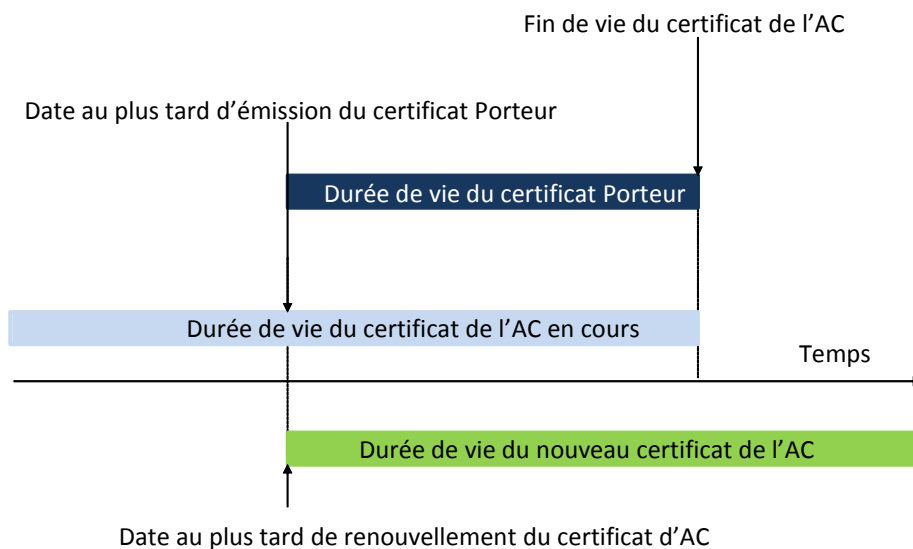 Fin de vie du certificat de l’AC
Date au plus tard d’émission du certificat Porteur
Durée de vie du certificat Porteur
Durée de vie du certificat de l’AC en cours
Temps
Durée de vie du nouveau certificat de l’AC
Date au plus tard de renouvellement du certificat d’AC